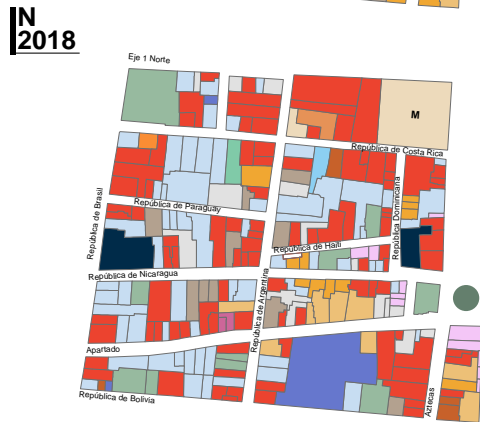 N
2018
Eje 1 Norte
M
República de Costa Rica
República de Brasil
República de Paraguay
República Dominicana
República de Haití
República de Nicaragua
República de Argentina
Apartado
República de Bolivia
Aztecas